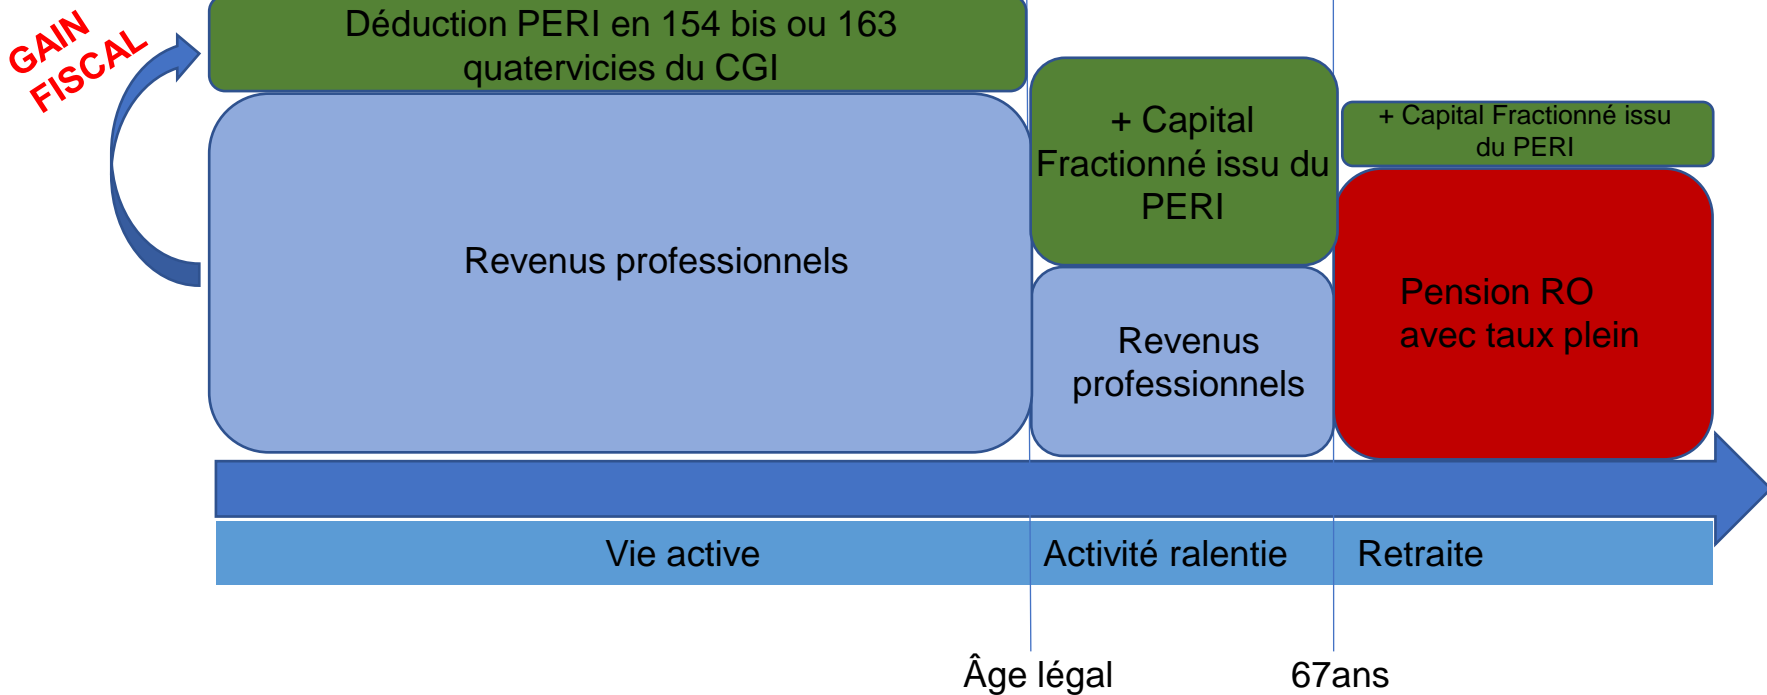 GAIN
FISCAL
Déduction PERI en 154 bis ou 163
quatervicies du CGI
Revenus professionnels
+ Capital
Fractionné issu du
PERI
Revenus
professionnels
+ Capital Fractionné issu
du PERI
Pension RO
avec taux plein
Vie active
Activité ralentie
Retraite
Âge légal
67ans